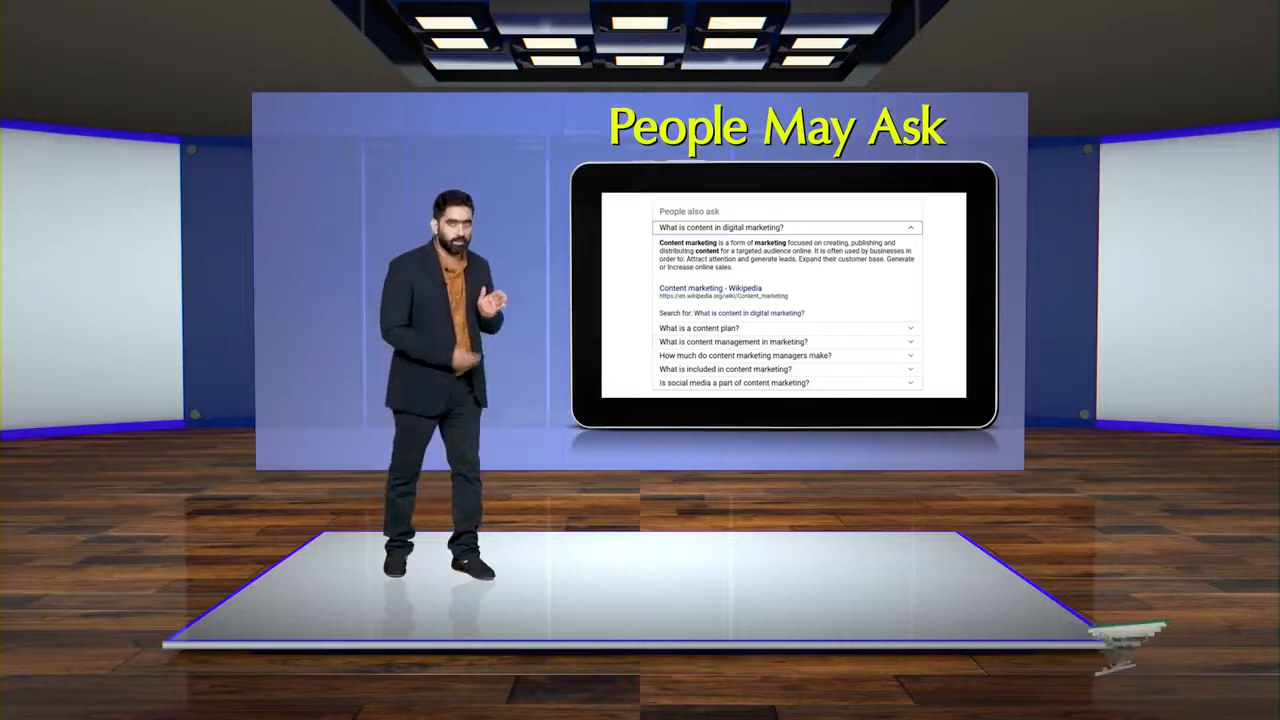 People May Ask
People also ask
What is content in digital marketing?
Content marketing is a form of marketing focused on creating, publishing and
distributing content for a targeted audience online. It is often used by businesses in
order to: Attract attention and generate leads. Expand their customer base. Generate
or Increase online sales.
Content marketing - Wikipedia
https://en.wikipedia.org/wiki/Content_marketing
Search for: What is content in digital marketing?
What is a content plan?
What is content management in marketing?
How much do content marketing managers make?
What is included in content marketing?
Is social media a part of content marketing?